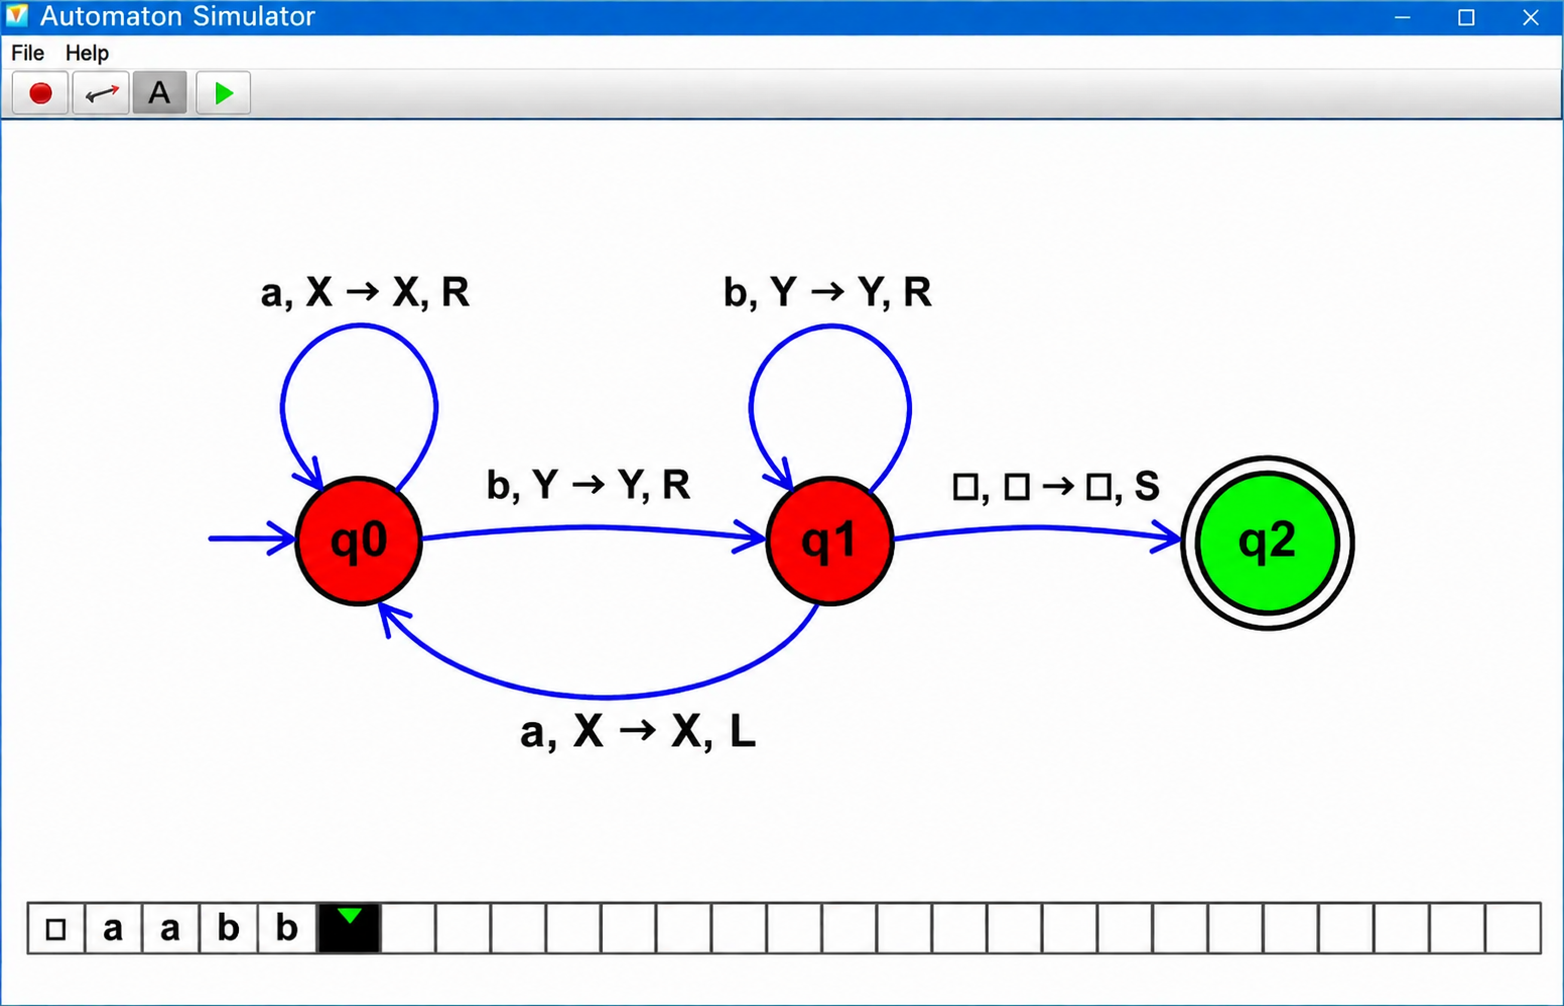 Automaton Simulator
File Help
A
a, X → X, R
b, Y → Y, R
b, Y → Y, R
□, □ → □, S
q0
q1
q2
a, X → X, L
□ a a b b